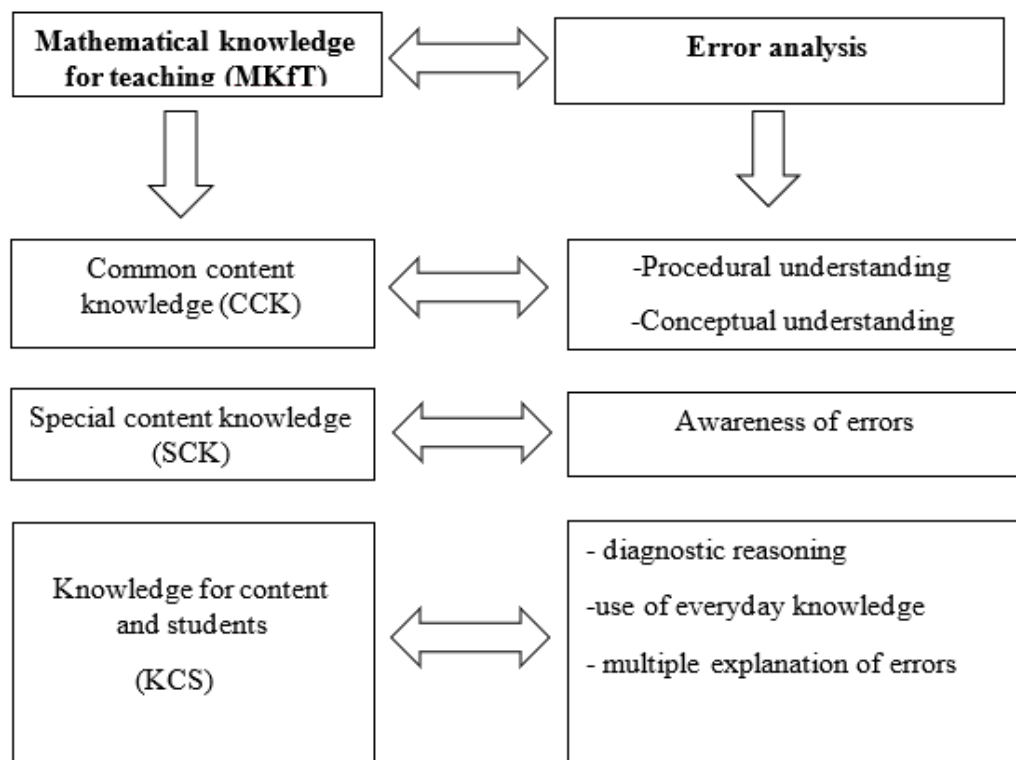 Mathematical knowledge
for teaching (MKfT)
Error analysis
Common content
knowledge (CCK)
-Procedural understanding
-Conceptual understanding
Special content knowledge
(SCK)
Awareness of errors
Knowledge for content
and students
(KCS)
- diagnostic reasoning
-use of everyday knowledge
- multiple explanation of errors